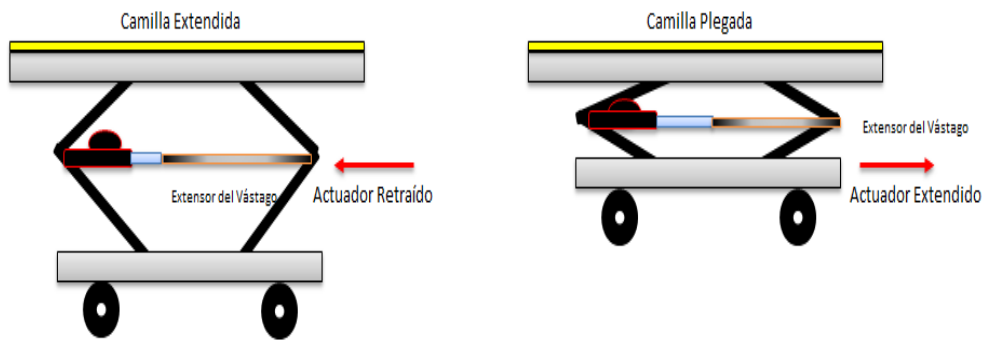 Camilla Extendida
Camilla Plegada
Extensor del Vástago
Actuador Retraído
Extensor del Vástago
Actuador Extendido